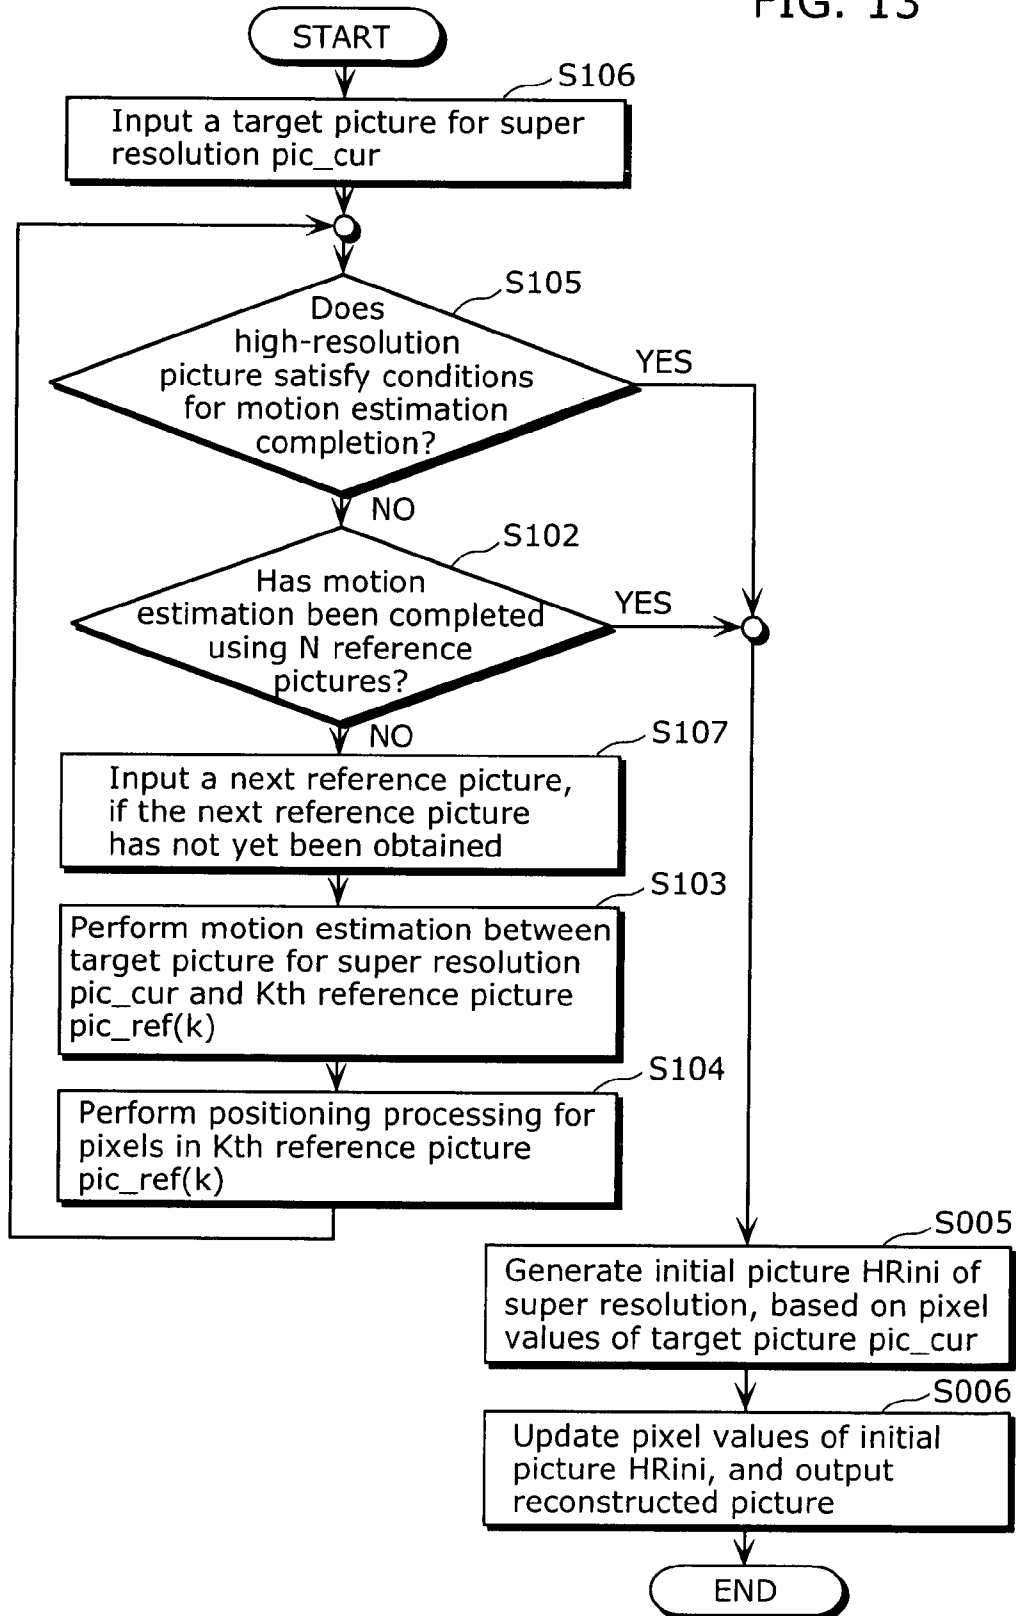 FIG. 13
START
S106
Input a target picture for super
resolution pic_cur
S105
Does
high-resolution
picture satisfy conditions
for motion estimation
completion?
YES
NO
S102
Has motion
estimation been completed
using N reference
pictures?
YES
NO
S107
Input a next reference picture,
if the next reference picture
has not yet been obtained
S103
Perform motion estimation between
target picture for super resolution
pic_cur and Kth reference picture
pic_ref(k)
S104
Perform positioning processing for
pixels in Kth reference picture
pic_ref(k)
S005
Generate initial picture HRini of
super resolution, based on pixel
values of target picture pic_cur
S006
Update pixel values of initial
picture HRini, and output
reconstructed picture
END